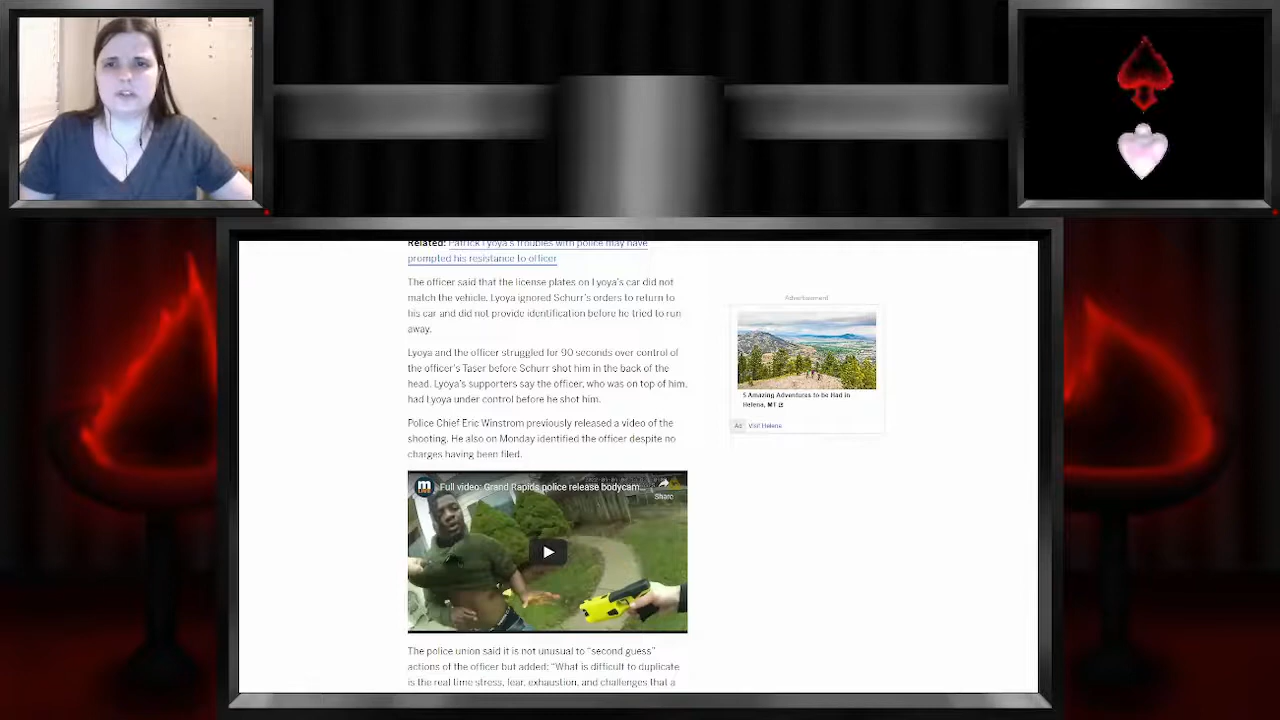 Related: Patrick Lyoya's troubles with police may have
prompted his resistance to officer
The officer said that the license plates on Lyoya's car did not
match the vehicle. Lyoya ignored Schurr's orders to return to
his car and did not provide identification before he tried to run
away.
Lyoya and the officer struggled for 90 seconds over control of
the officer's Taser before Schurr shot him in the back of the
head. Lyoya's supporters say the officer, who was on top of him,
had Lyoya under control before he shot him.
Police Chief Eric Winstrom previously released a video of the
shooting. He also on Monday identified the officer despite no
charges having been filed.
m
LIVE
Full video: Grand Rapids police release bodycam...
Share
The police union said it is not unusual to “second guess”
actions of the officer but added: “What is difficult to duplicate
is the real time stress, fear, exhaustion, and challenges that a
Advertisement
5 Amazing Adventures to be Had in
Helena, MT
Ad Visit Helena